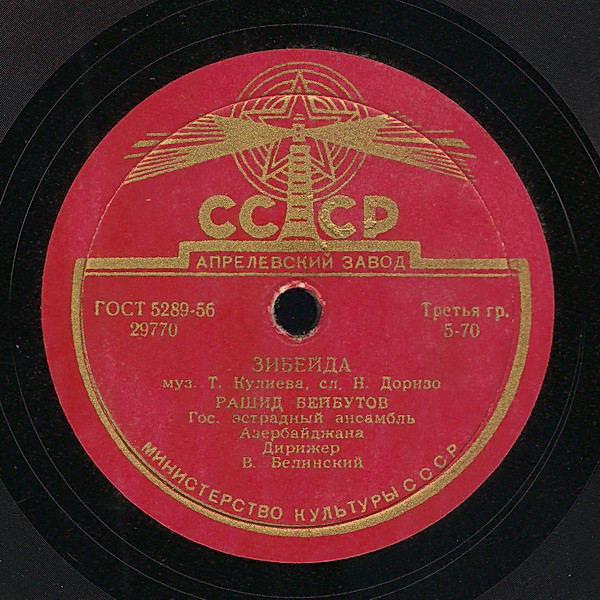 СССР
АПРЕЛЕВСКИЙ ЗАВОД
ГОСТ 5289-56
29770
Третья гр.
5-70
ЗИБЕЙДА
муз. Т. Кулиева, сл. Н. Доризо
РАШИД БЕЙБУТОВ
Гос. эстрадный ансамбль
Азербайджана
Дирижер
В. Белинский
МИНИСТЕРСТВО КУЛЬТУРЫ СССР